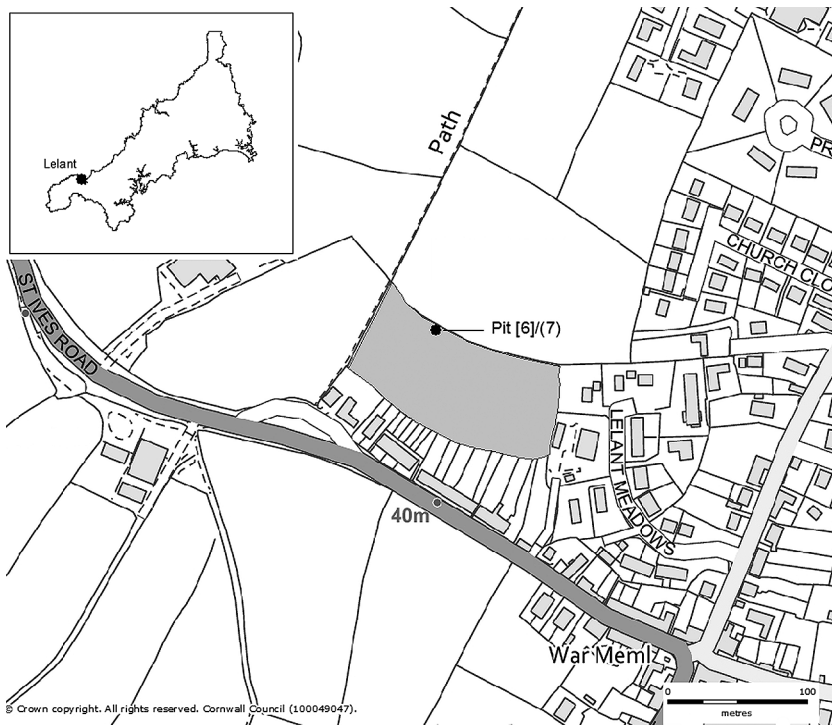 Lelant
Path
PR
CHURCH CLO
Pit [6]/(7)
ST IVES ROAD
LELANT MEADOWS
40m
War Meml
0 100
metres
© Crown copyright. All rights reserved. Cornwall Council (100049047).